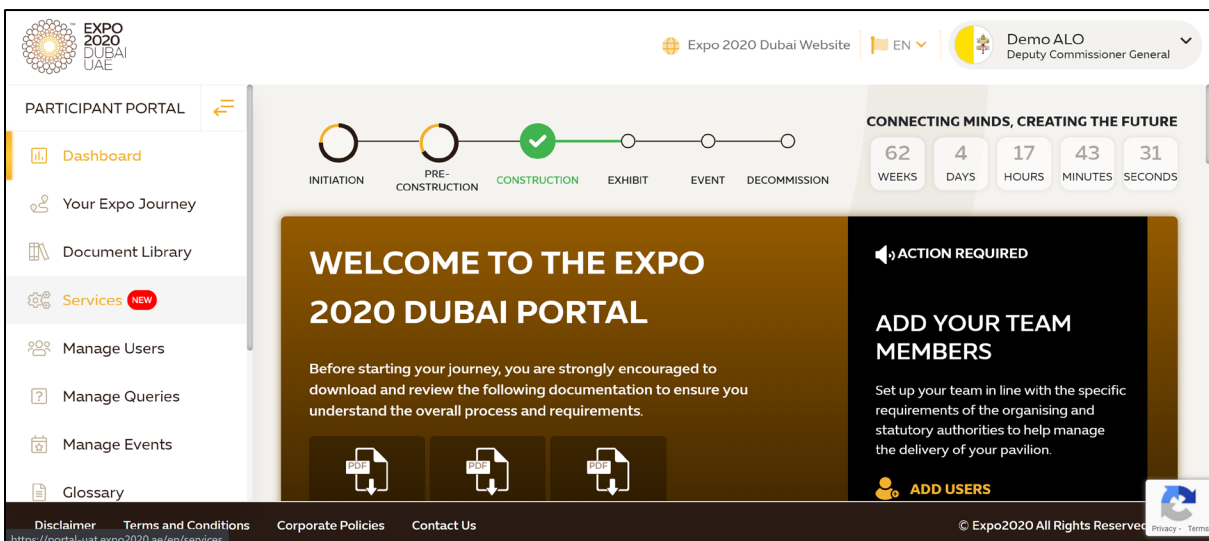 EXPO
2020
DUBAI
UAE
Expo 2020 Dubai Website
EN
Demo ALO
Deputy Commissioner General
PARTICIPANT PORTAL
Dashboard
Your Expo Journey
Document Library
Services NEW
Manage Users
Manage Queries
Manage Events
Glossary
INITIATION
PRE-
CONSTRUCTION
CONSTRUCTION
EXHIBIT
EVENT
DECOMMISSION
CONNECTING MINDS, CREATING THE FUTURE
62 4 17 43 31
WEEKS DAYS HOURS MINUTES SECONDS
WELCOME TO THE EXPO
2020 DUBAI PORTAL
Before starting your journey, you are strongly encouraged to
download and review the following documentation to ensure you
understand the overall process and requirements.
PDF PDF PDF
ACTION REQUIRED
ADD YOUR TEAM
MEMBERS
Set up your team in line with the specific
requirements of the organising and
statutory authorities to help manage
the delivery of your pavilion.
ADD USERS
Disclaimer Terms and Conditions Corporate Policies Contact Us
© Expo2020 All Rights Reserved
Privacy - Terms
https://portal-uat.expo2020.ae/en/services